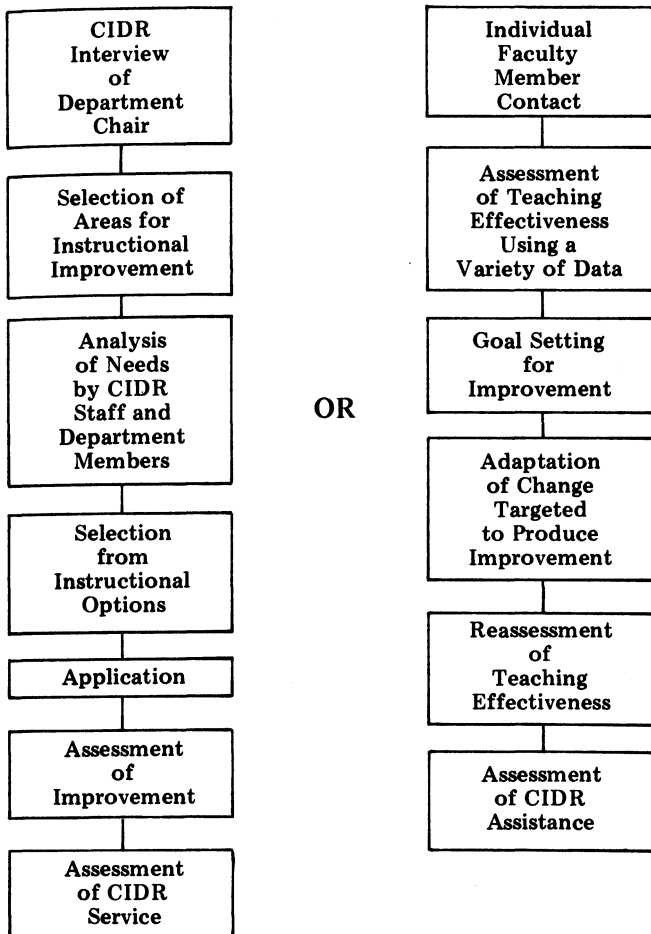 CIDR
Interview
of
Department
Chair
Selection of
Areas for
Instructional
Improvement
Analysis
of Needs
by CIDR
Staff and
Department
Members
Selection
from
Instructional
Options
Application
Assessment
of
Improvement
Assessment
of CIDR
Service
OR
Individual
Faculty
Member
Contact
Assessment
of Teaching
Effectiveness
Using a
Variety of Data
Goal Setting
for
Improvement
Adaptation
of Change
Targeted
to Produce
Improvement
Reassessment
of
Teaching
Effectiveness
Assessment
of CIDR
Assistance